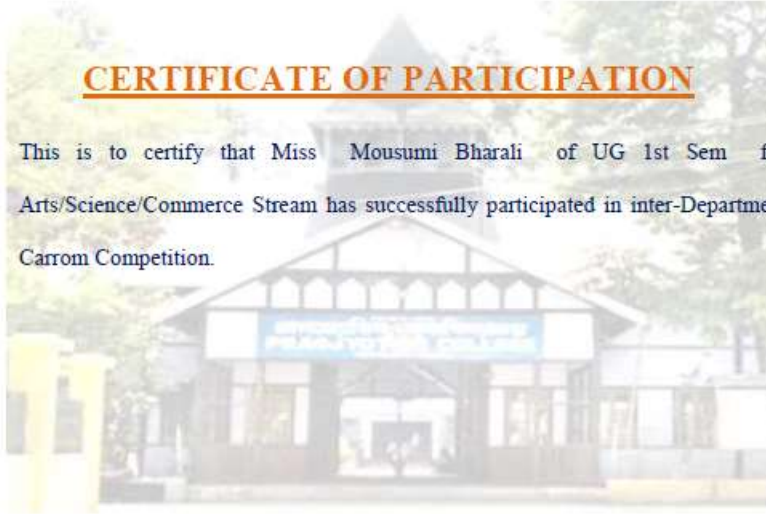 CERTIFICATE OF PARTICIPATION
This is to certify that Miss Mousumi Bharali of UG 1st Sem f
Arts/Science/Commerce Stream has successfully participated in inter-Departme
Carrom Competition.
COLLEGE